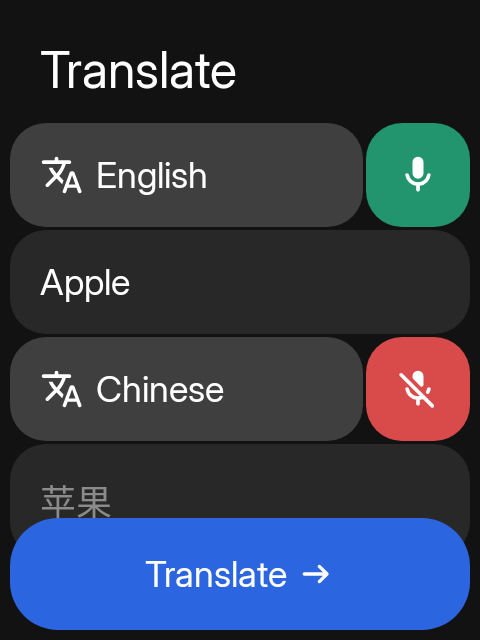 Translate
English
Apple
Chinese
苹果
Translate →